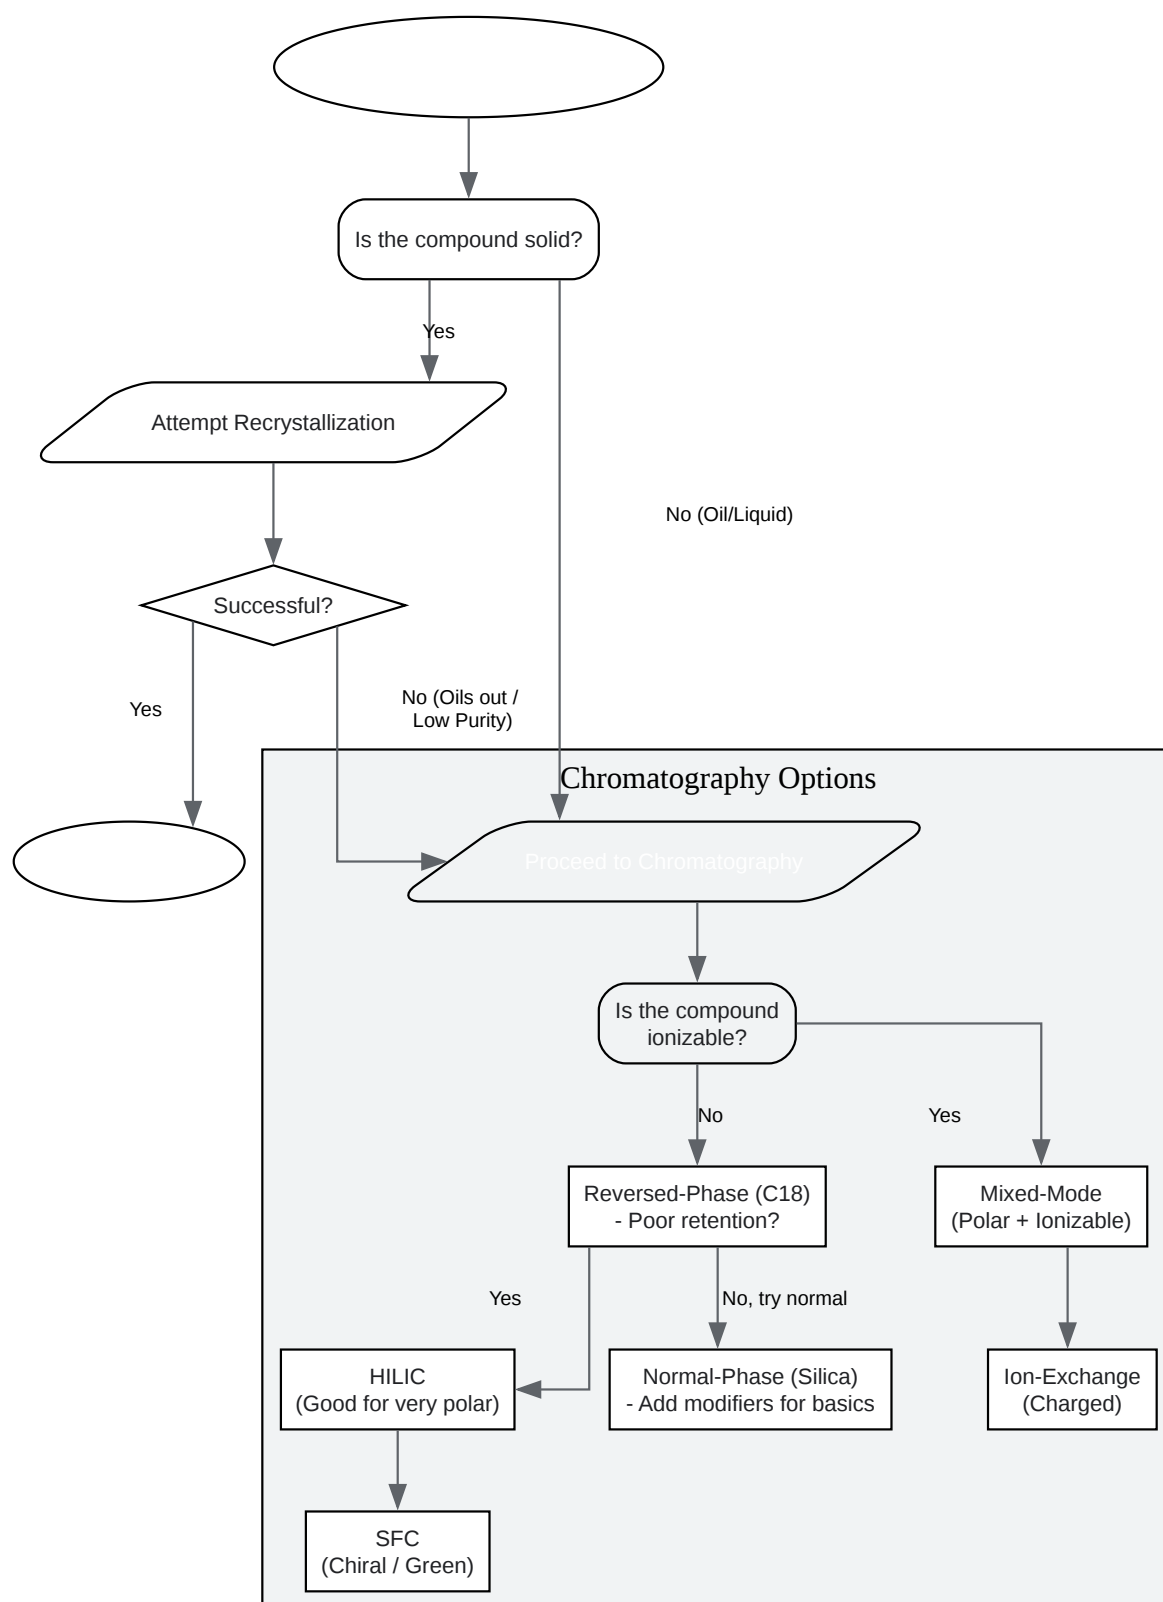 Is the compound solid?
Yes
Attempt Recrystallization
No (Oil/Liquid)
Successful?
No (Oils out /
Low Purity)
Yes
Chromatography Options
Proceed to Chromatography
Is the compound
ionizable?
No
Yes
Reversed-Phase (C18)
- Poor retention?
Mixed-Mode
(Polar + Ionizable)
Yes
No, try normal
HILIC
(Good for very polar)
Normal-Phase (Silica)
- Add modifiers for basics
Ion-Exchange
(Charged)
SFC
(Chiral / Green)